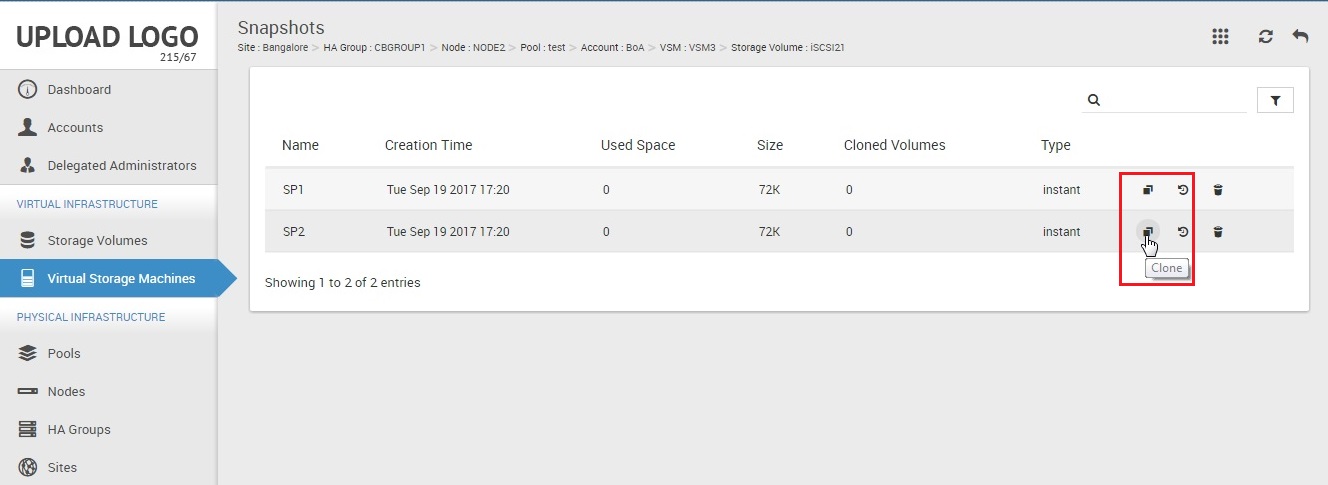 UPLOAD LOGO
215/67
Dashboard
Accounts
Delegated Administrators
VIRTUAL INFRASTRUCTURE
Storage Volumes
Virtual Storage Machines
PHYSICAL INFRASTRUCTURE
Pools
Nodes
HA Groups
Sites
Snapshots
Site : Bangalore > HA Group : CBGROUP1 > Node : NODE2 > Pool : test > Account : BoA > VSM : VSM3 > Storage Volume : iSCSI21
Name Creation Time Used Space Size Cloned Volumes Type
SP1 Tue Sep 19 2017 17:20 0 72K 0 instant
SP2 Tue Sep 19 2017 17:20 0 72K 0 instant
Clone
Showing 1 to 2 of 2 entries